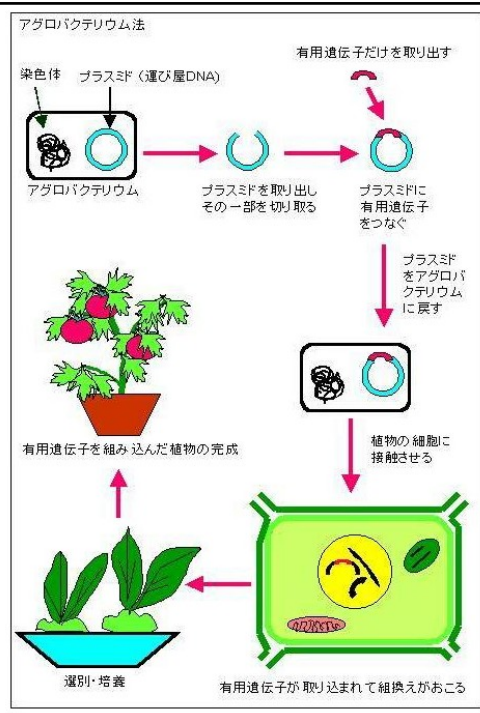 アグロバクテリウム法
有用遺伝子だけを取り出す
染色体
プラスミド（運び屋DNA）
アグロバクテリウム
プラスミドを取り出し
その一部を切り取る
プラスミドに
有用遺伝子
をつなぐ
プラスミド
をアグロバ
クテリウム
に戻す
植物の細胞に
接触させる
有用遺伝子が取り込まれて組換えがおこる
選別・培養
有用遺伝子を組み込んだ植物の完成